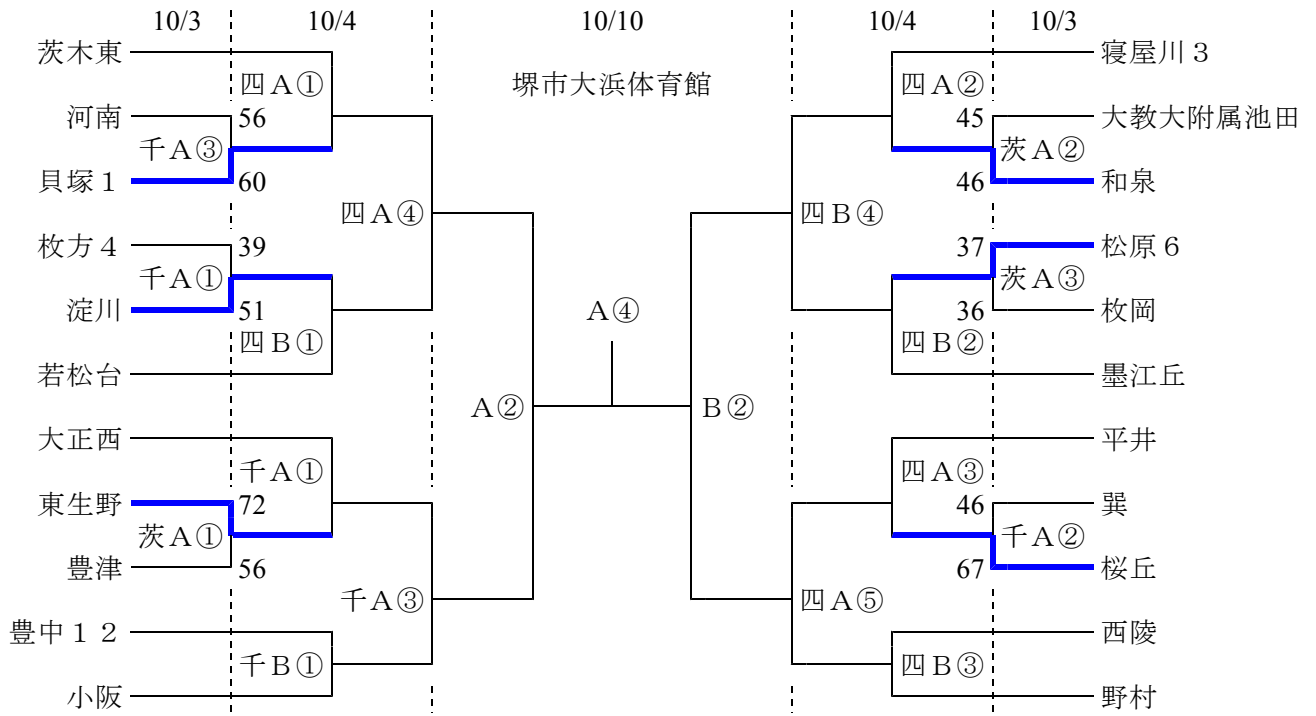 10/3 10/4 10/10 10/4 10/3
茨木東 寝屋川３
四Ａ① 堺市大浜体育館 四Ａ②
河南 56 45 大教大附属池田
千Ａ③ 茨Ａ②
貝塚１ 60 46 和泉
四Ａ④ 四Ｂ④
枚方４ 39 37 松原６
千Ａ① 茨Ａ③
淀川 51 Ａ④ 36 枚岡
四Ｂ① 四Ｂ②
若松台 墨江丘
Ａ② Ｂ②
大正西 平井
千Ａ① 四Ａ③
東生野 72 46 巽
茨Ａ① 千Ａ②
豊津 56 67 桜丘
千Ａ③ 四Ａ⑤
豊中１２ 西陵
千Ｂ① 四Ｂ③
小阪 野村